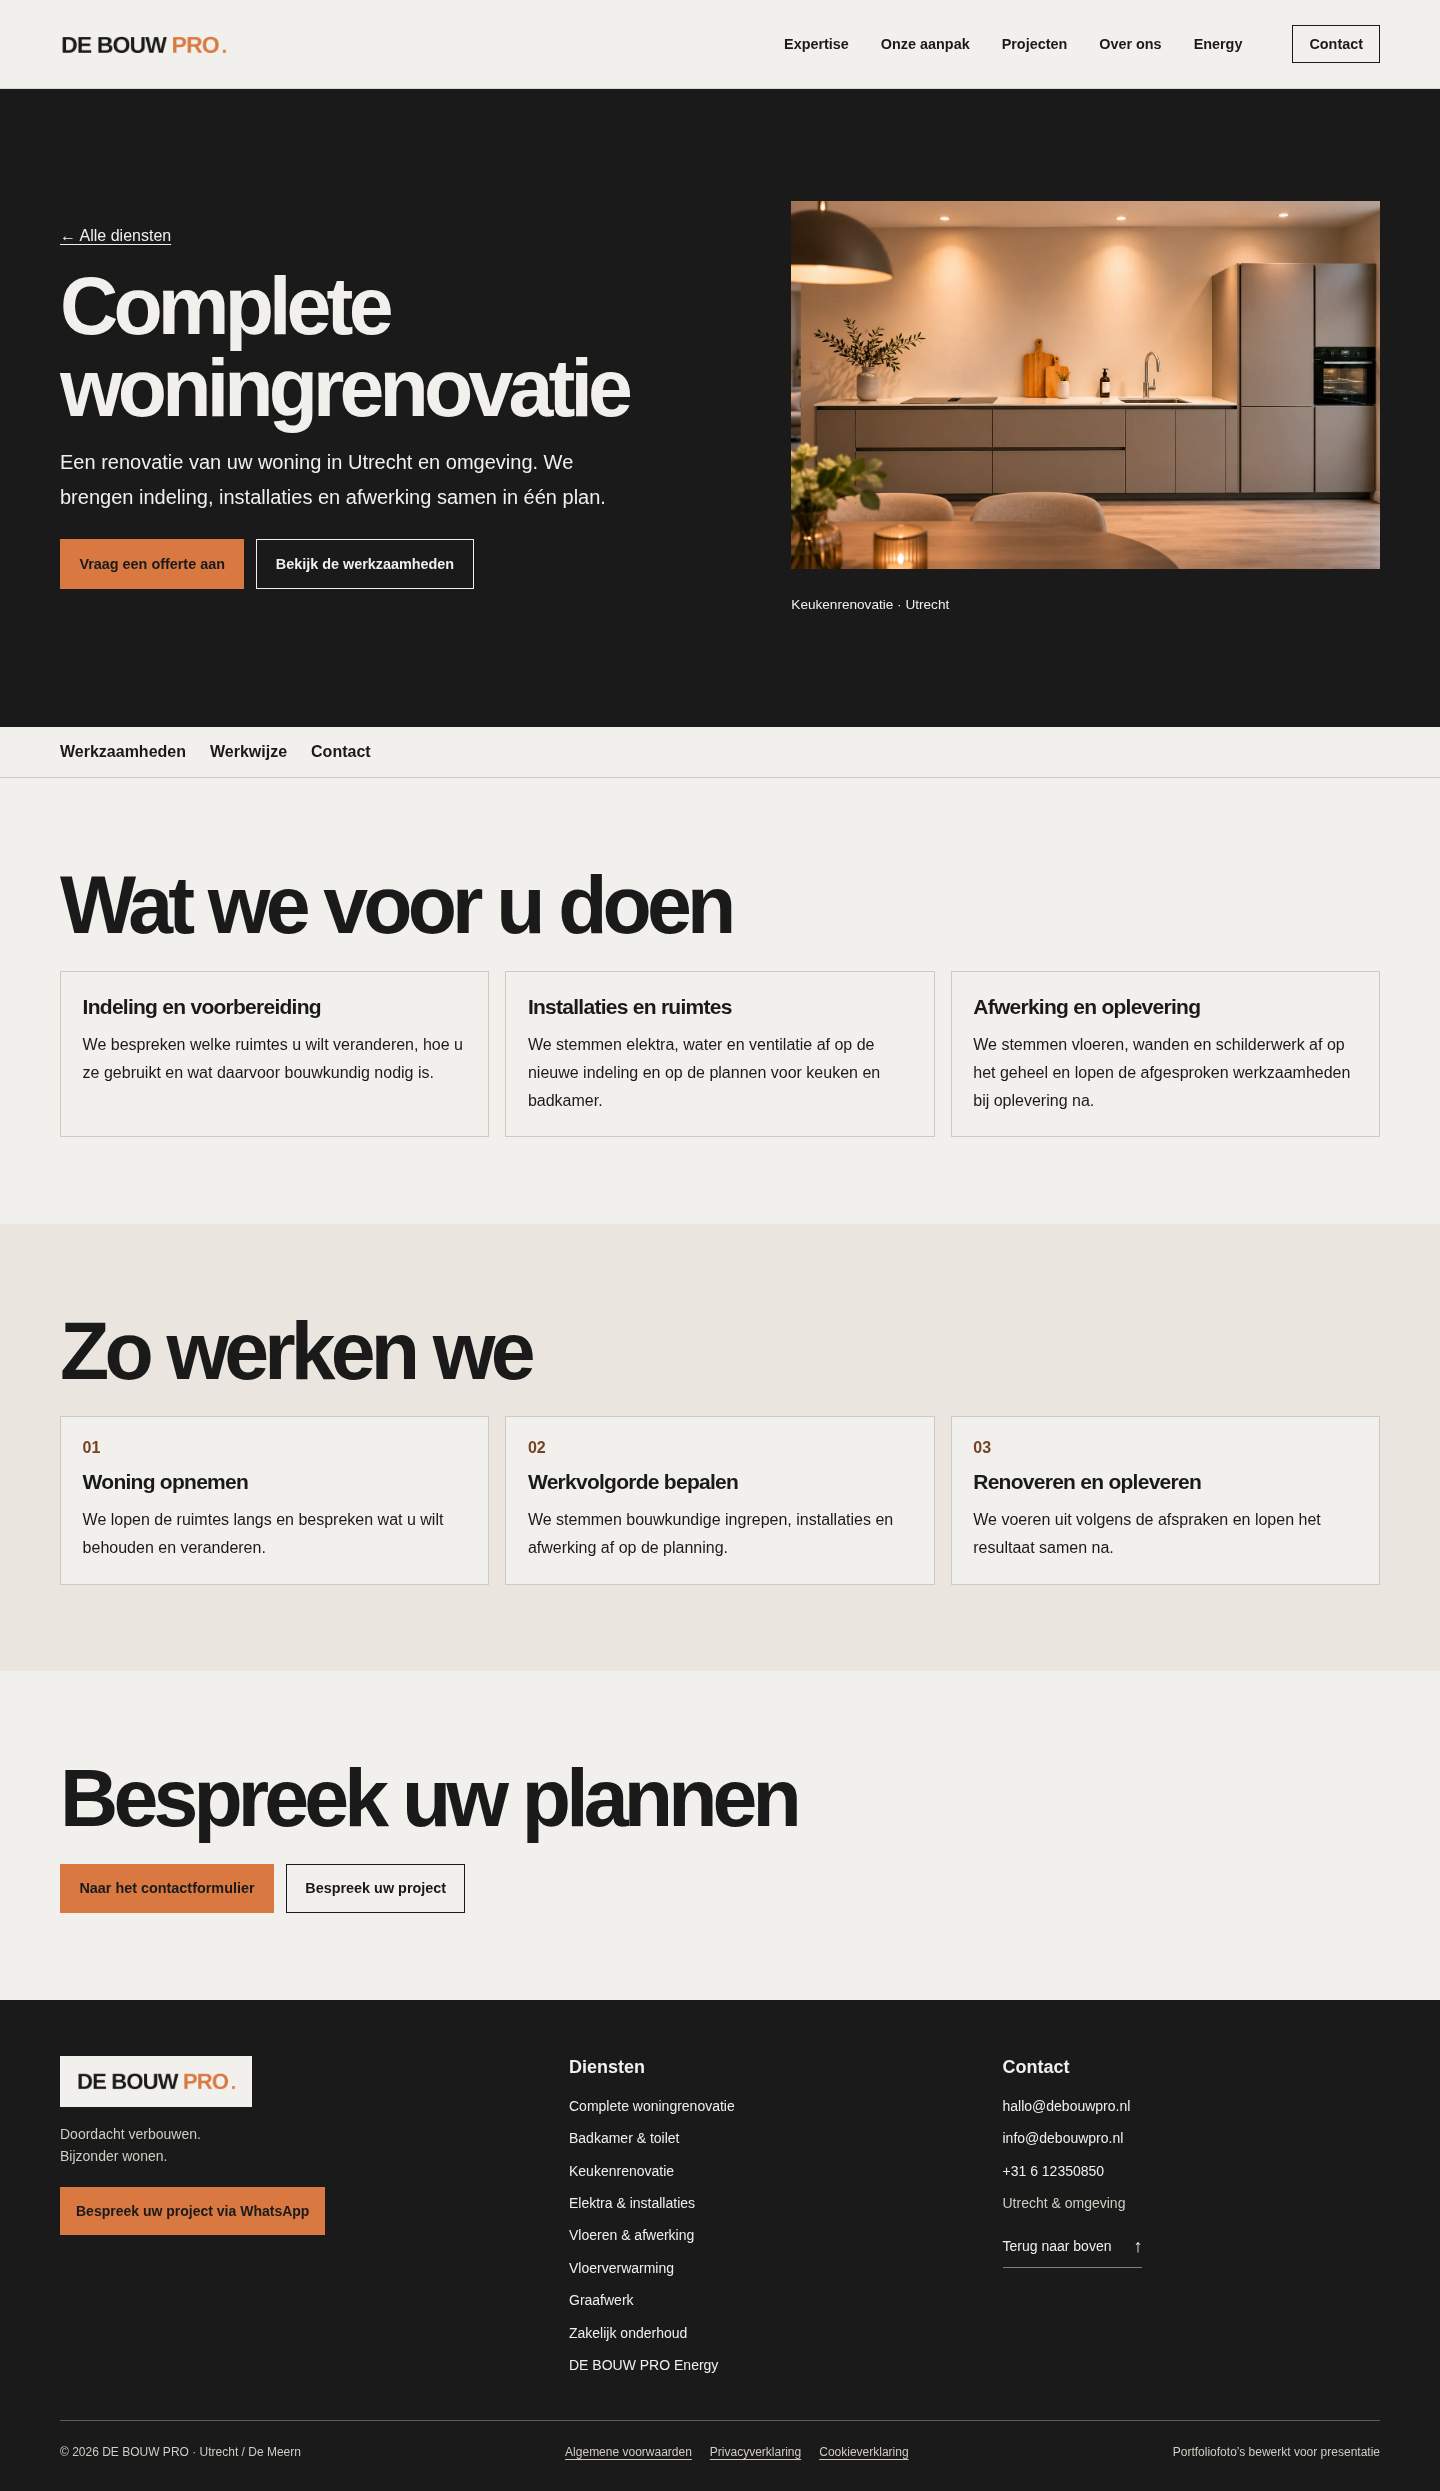 DE BOUW PRO.
Expertise
Onze aanpak
Projecten
Over ons
Energy
Contact
← Alle diensten
Complete
woningrenovatie
Een renovatie van uw woning in Utrecht en omgeving. We
brengen indeling, installaties en afwerking samen in één plan.
Vraag een offerte aan
Bekijk de werkzaamheden
Keukenrenovatie · Utrecht
Werkzaamheden
Werkwijze
Contact
Wat we voor u doen
Indeling en voorbereiding
We bespreken welke ruimtes u wilt veranderen, hoe u
ze gebruikt en wat daarvoor bouwkundig nodig is.
Installaties en ruimtes
We stemmen elektra, water en ventilatie af op de
nieuwe indeling en op de plannen voor keuken en
badkamer.
Afwerking en oplevering
We stemmen vloeren, wanden en schilderwerk af op
het geheel en lopen de afgesproken werkzaamheden
bij oplevering na.
Zo werken we
01
Woning opnemen
We lopen de ruimtes langs en bespreken wat u wilt
behouden en veranderen.
02
Werkvolgorde bepalen
We stemmen bouwkundige ingrepen, installaties en
afwerking af op de planning.
03
Renoveren en opleveren
We voeren uit volgens de afspraken en lopen het
resultaat samen na.
Bespreek uw plannen
Naar het contactformulier
Bespreek uw project
DE BOUW PRO.
Doordacht verbouwen.
Bijzonder wonen.
Bespreek uw project via WhatsApp
Diensten
Complete woningrenovatie
Badkamer & toilet
Keukenrenovatie
Elektra & installaties
Vloeren & afwerking
Vloerverwarming
Graafwerk
Zakelijk onderhoud
DE BOUW PRO Energy
Contact
hallo@debouwpro.nl
info@debouwpro.nl
+31 6 12350850
Utrecht & omgeving
Terug naar boven ↑
© 2026 DE BOUW PRO · Utrecht / De Meern
Algemene voorwaarden
Privacyverklaring
Cookieverklaring
Portfoliofoto's bewerkt voor presentatie